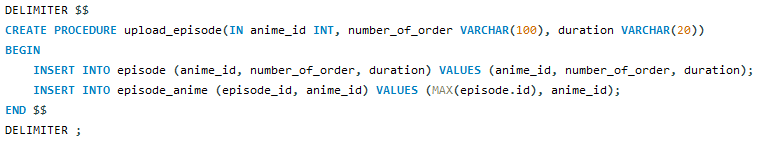 DELIMITER $$
CREATE PROCEDURE upload_episode(IN anime_id INT, number_of_order VARCHAR(100), duration VARCHAR(20))
BEGIN
    INSERT INTO episode (anime_id, number_of_order, duration) VALUES (anime_id, number_of_order, duration);
    INSERT INTO episode_anime (episode_id, anime_id) VALUES (MAX(episode.id), anime_id);
END $$
DELIMITER ;